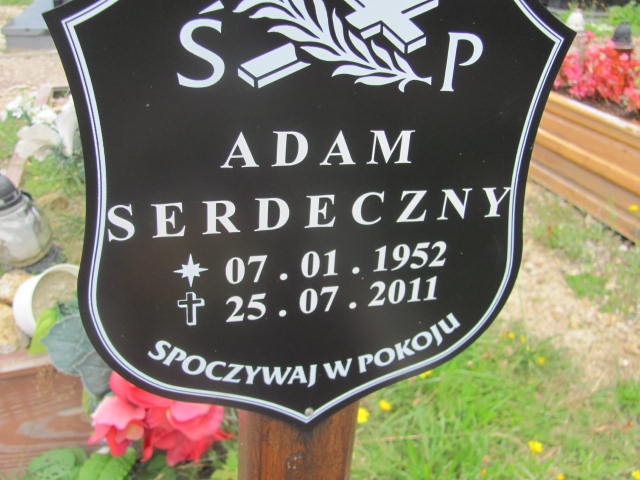 Ś P
ADAM
SERDECZNY
07.01.1952
25.07.2011
SPOCZYWAJ W POKOJU